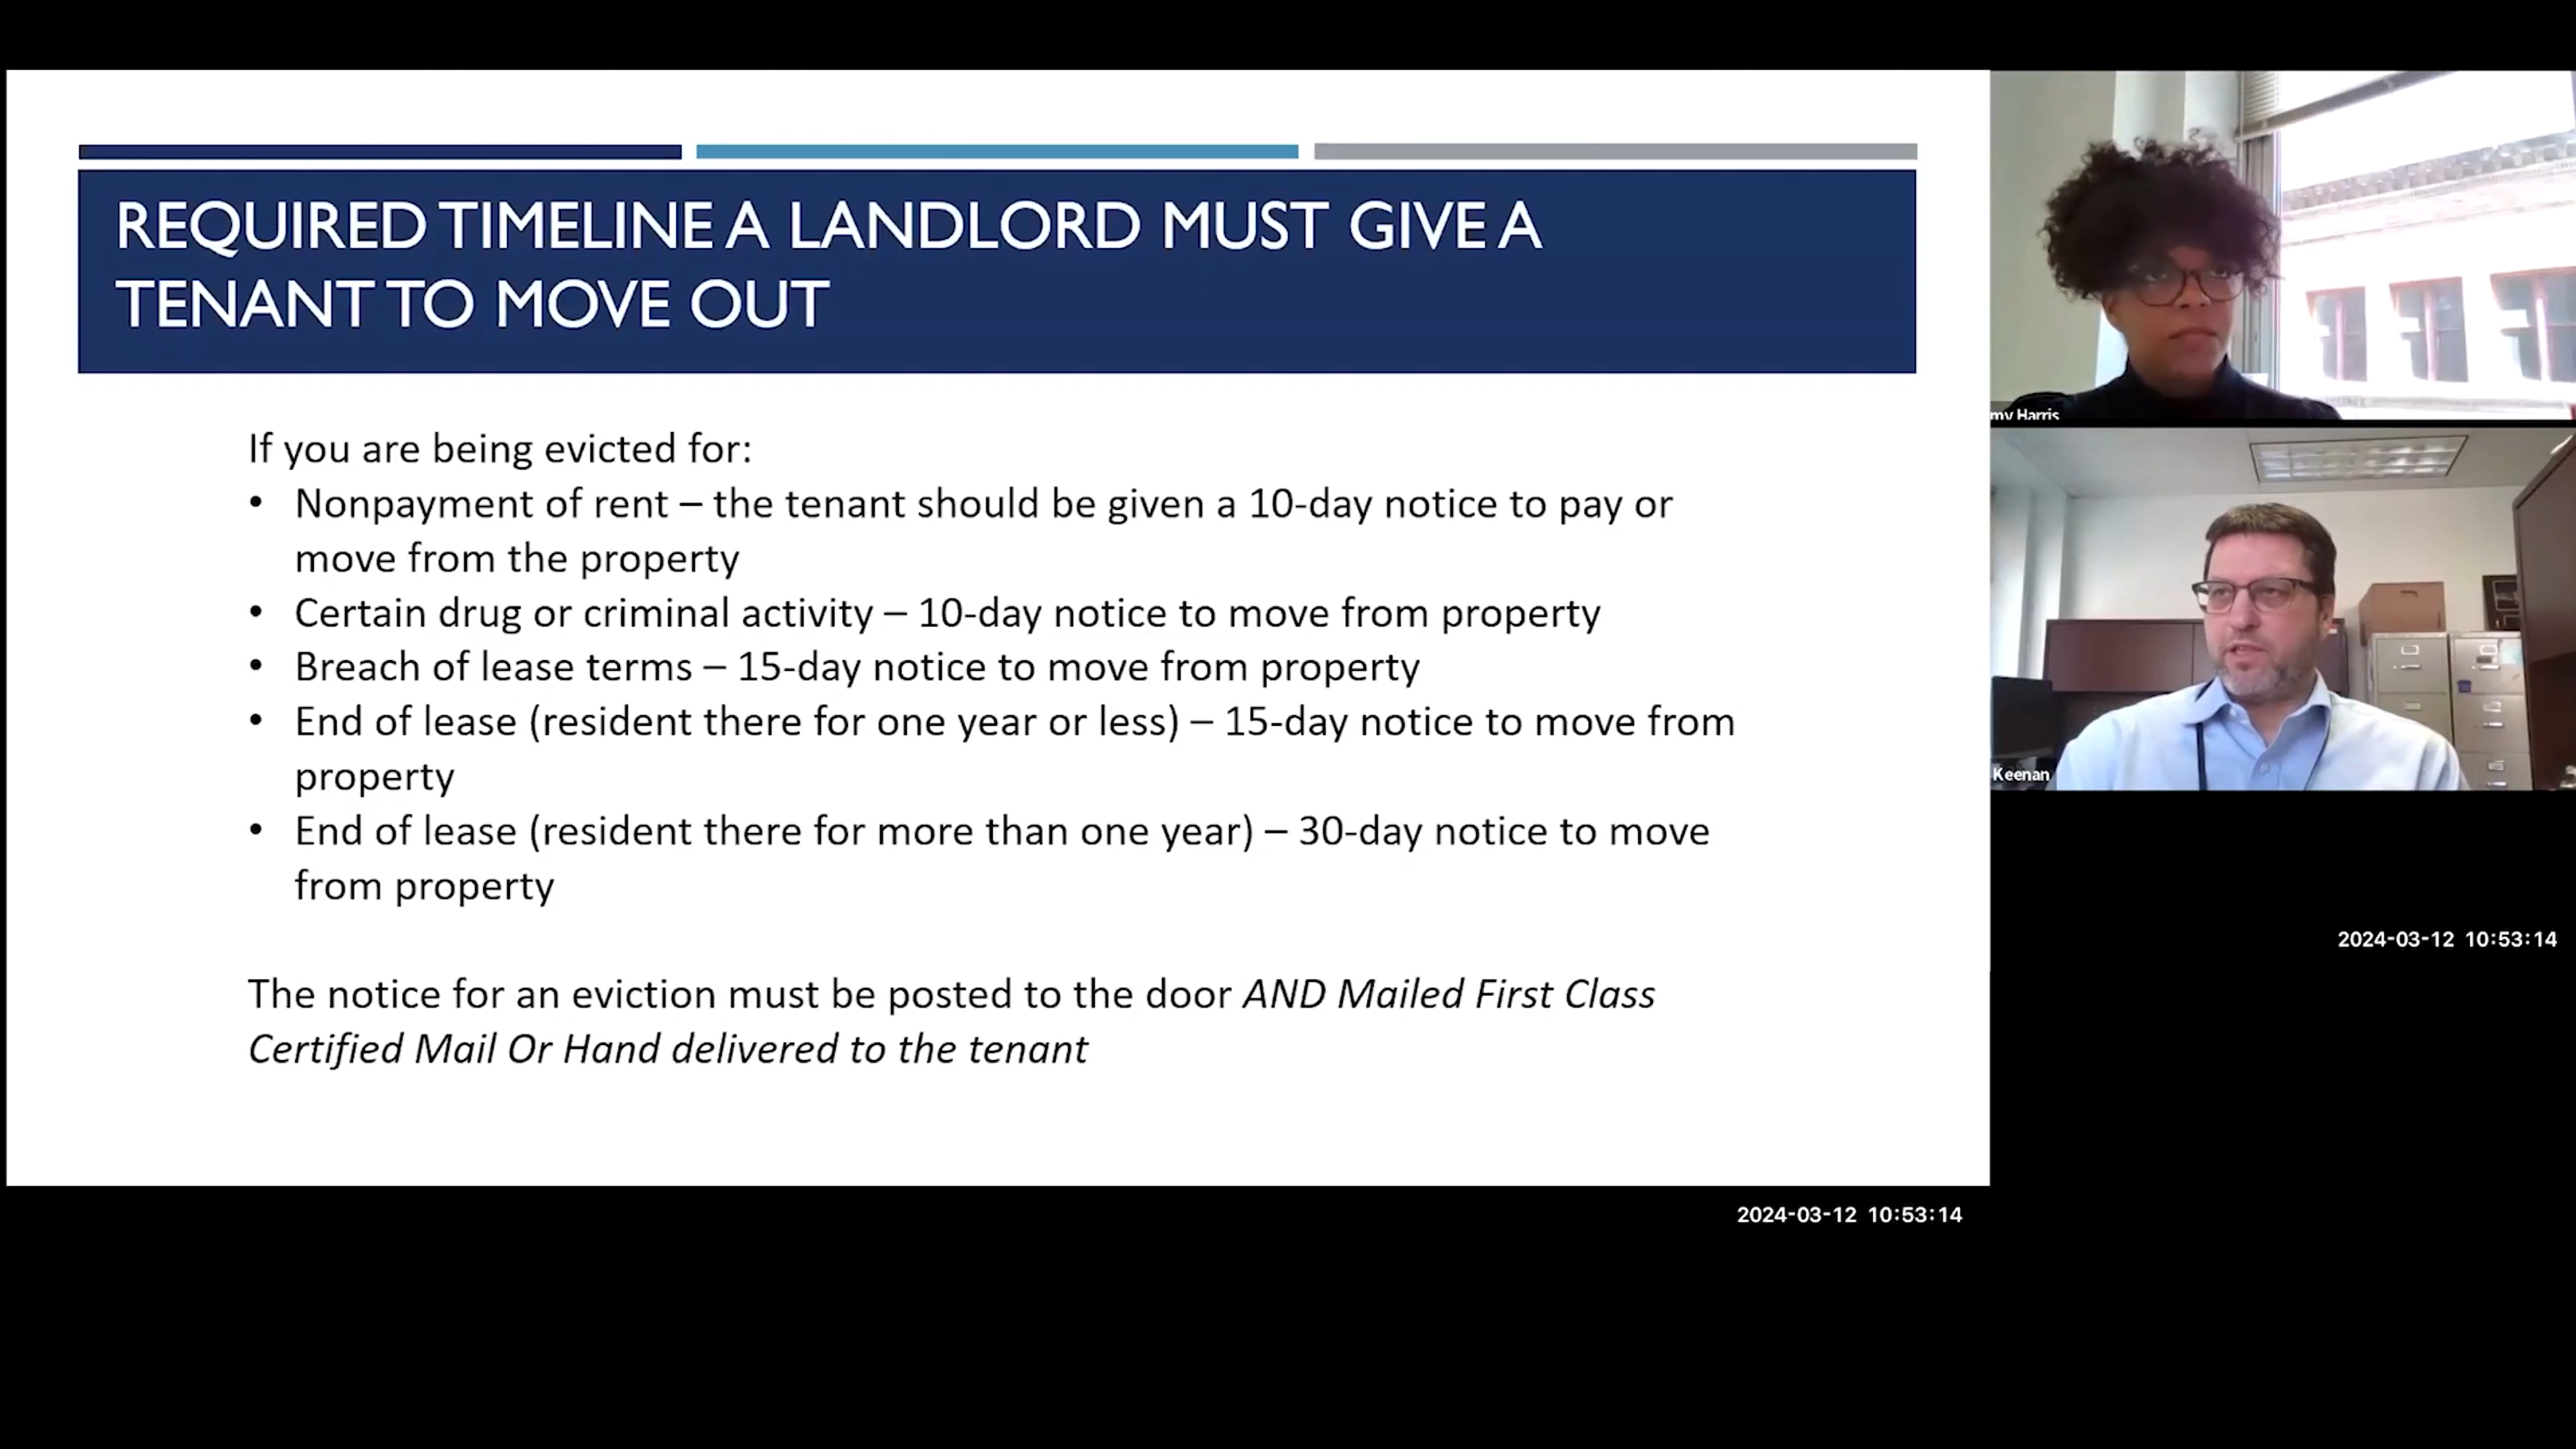 REQUIRED TIMELINE A LANDLORD MUST GIVE A
TENANT TO MOVE OUT
If you are being evicted for:
• Nonpayment of rent – the tenant should be given a 10-day notice to pay or
move from the property
• Certain drug or criminal activity – 10-day notice to move from property
• Breach of lease terms – 15-day notice to move from property
• End of lease (resident there for one year or less) – 15-day notice to move from
property
• End of lease (resident there for more than one year) – 30-day notice to move
from property
The notice for an eviction must be posted to the door AND Mailed First Class
Certified Mail Or Hand delivered to the tenant
my Harris
Keenan
2024-03-12 10:53:14
2024-03-12 10:53:14